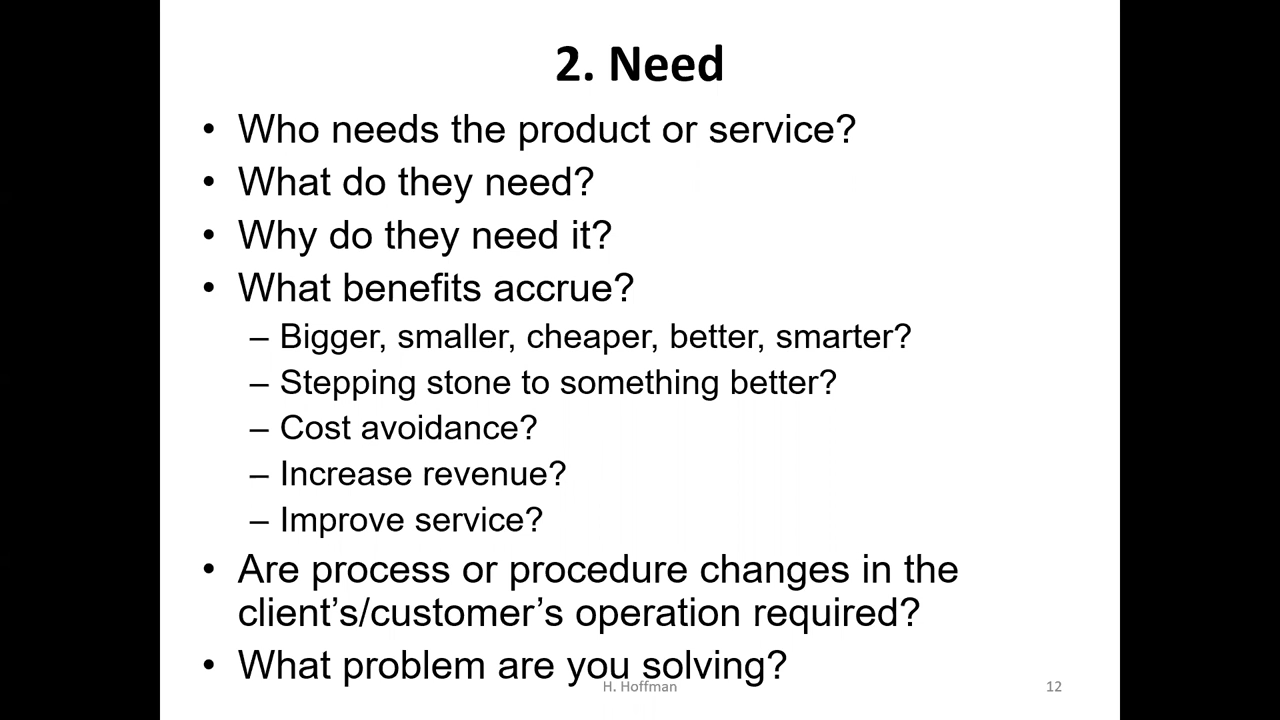 2. Need
• Who needs the product or service?
• What do they need?
• Why do they need it?
• What benefits accrue?
– Bigger, smaller, cheaper, better, smarter?
– Stepping stone to something better?
– Cost avoidance?
– Increase revenue?
– Improve service?
• Are process or procedure changes in the
client’s/customer’s operation required?
• What problem are you solving?
H. Hoffman
12